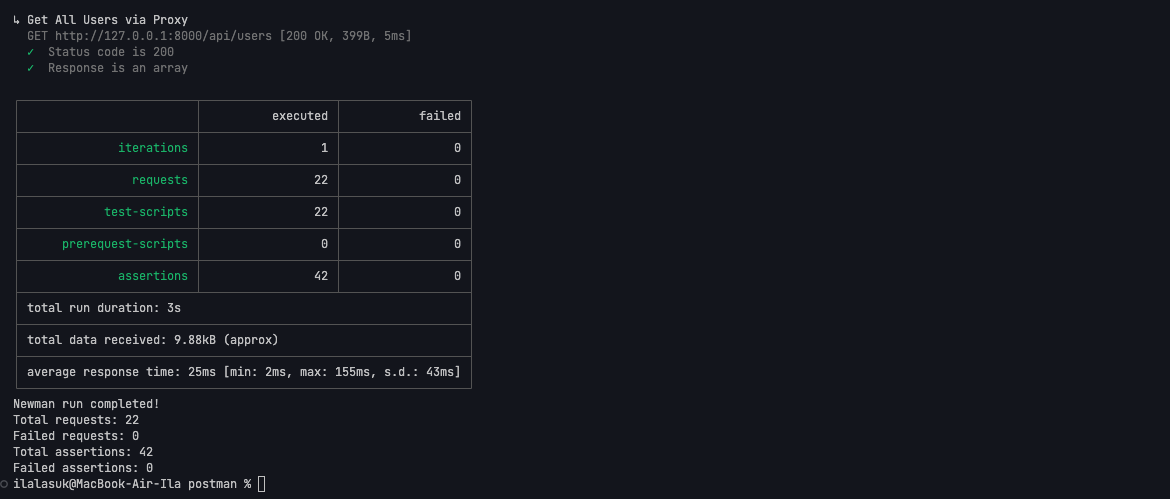 ↳ Get All Users via Proxy
GET http://127.0.0.1:8000/api/users [200 OK, 399B, 5ms]
✓ Status code is 200
✓ Response is an array
executed failed
iterations 1 0
requests 22 0
test-scripts 22 0
prerequest-scripts 0 0
assertions 42 0
total run duration: 3s
total data received: 9.88kB (approx)
average response time: 25ms [min: 2ms, max: 155ms, s.d.: 43ms]
Newman run completed!
Total requests: 22
Failed requests: 0
Total assertions: 42
Failed assertions: 0
ilalasuk@MacBook-Air-Ila postman %